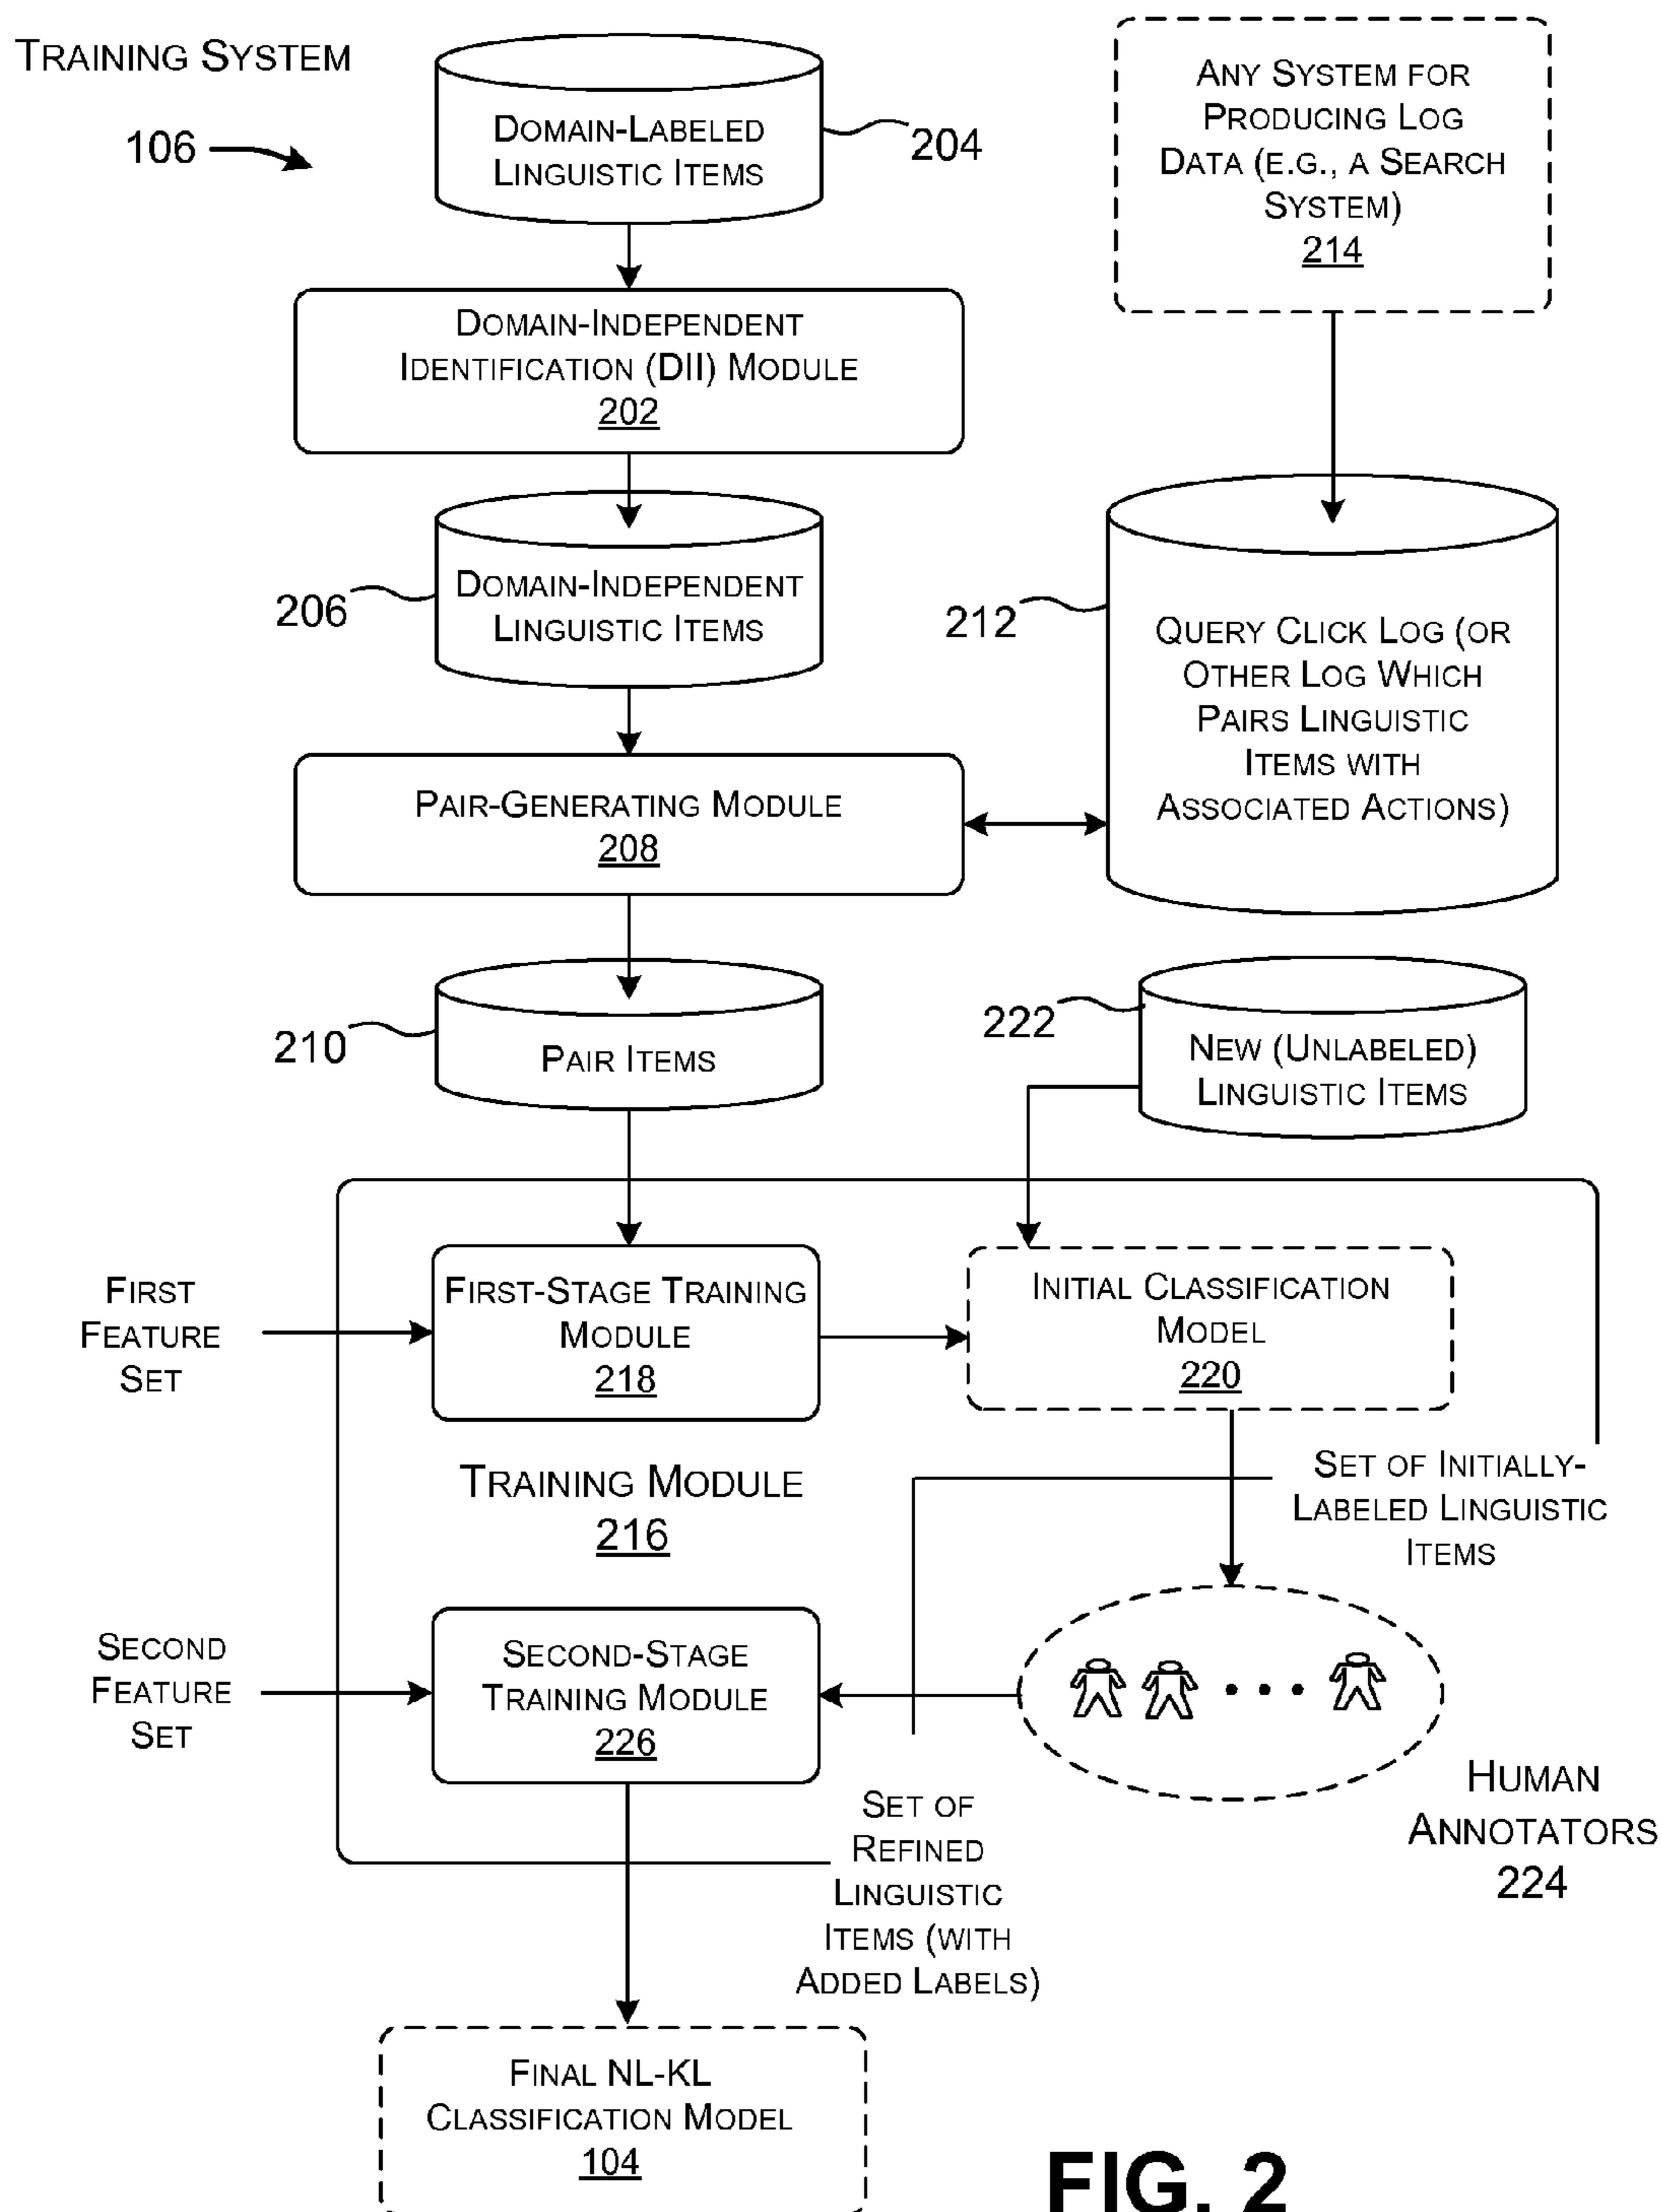 TRAINING SYSTEM
106
DOMAIN-LABELED
LINGUISTIC ITEMS
204
ANY SYSTEM FOR
PRODUCING LOG
DATA (E.G., A SEARCH
SYSTEM)
214
DOMAIN-INDEPENDENT
IDENTIFICATION (DII) MODULE
202
206
DOMAIN-INDEPENDENT
LINGUISTIC ITEMS
212
QUERY CLICK LOG (OR
OTHER LOG WHICH
PAIRS LINGUISTIC
ITEMS WITH
ASSOCIATED ACTIONS)
PAIR-GENERATING MODULE
208
210
PAIR ITEMS
222
NEW (UNLABELED)
LINGUISTIC ITEMS
FIRST
FEATURE
SET
FIRST-STAGE TRAINING
MODULE
218
INITIAL CLASSIFICATION
MODEL
220
TRAINING MODULE
216
SET OF INITIALLY-
LABELED LINGUISTIC
ITEMS
SECOND
FEATURE
SET
SECOND-STAGE
TRAINING MODULE
226
HUMAN
ANNOTATORS
224
SET OF
REFINED
LINGUISTIC
ITEMS (WITH
ADDED LABELS)
FINAL NL-KL
CLASSIFICATION MODEL
104
FIG. 2